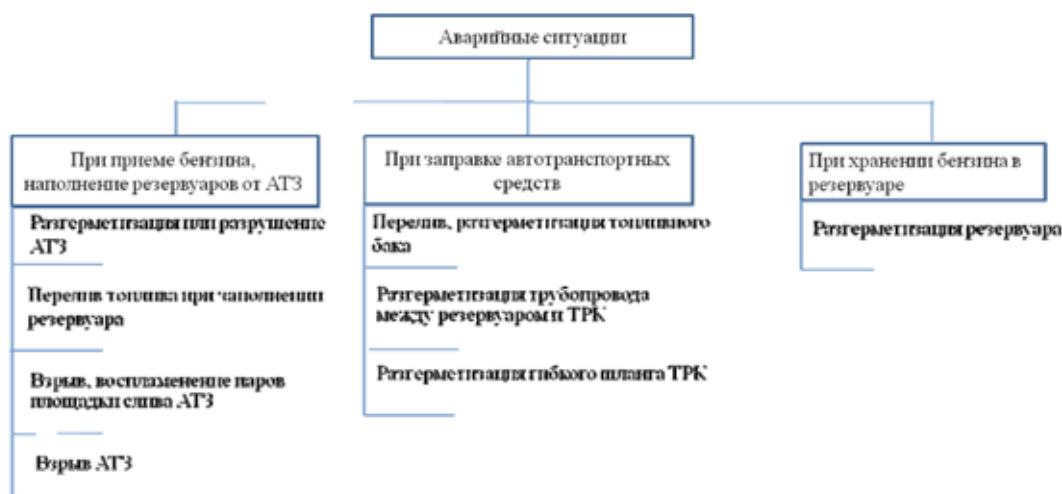 Аварийные ситуации
При приеме бензина,
наполнение резервуаров от АТЗ
Разгерметизация или разрушение
АТЗ
Перелив топлива при наполнении
резервуара
Взрыв, воспламенение паров
площадки слива АТЗ
Взрыв АТЗ
При заправке автотранспортных
средств
Перелив, разгерметизация топливного
бака
Разгерметизация трубопровода
между резервуаром и ТРК
Разгерметизация гибкого шланга ТРК
При хранении бензина в
резервуаре
Разгерметизация резервуара